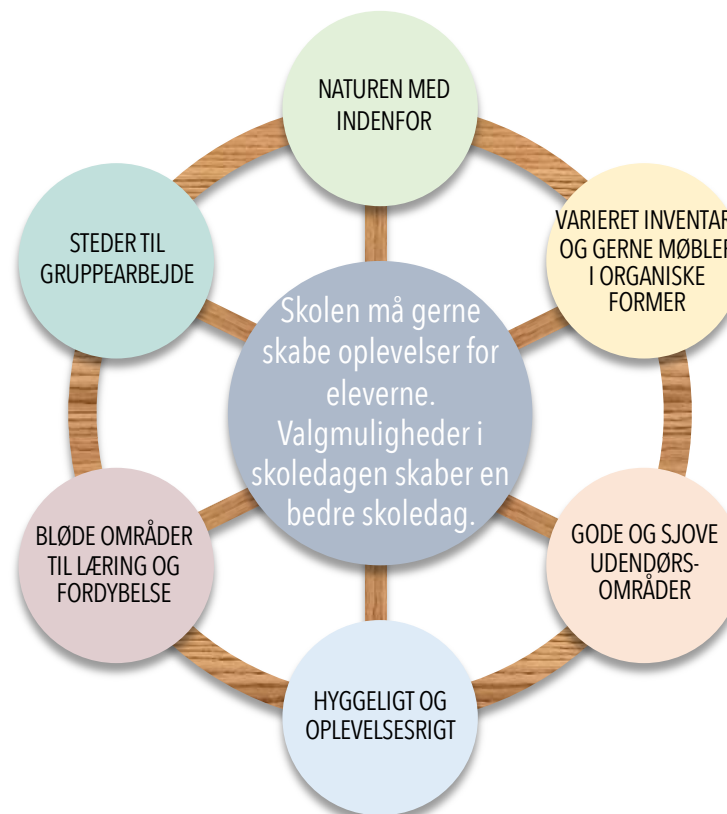 NATUREN MED
INDENFOR
VARIERET INVENTAR
OG GERNE MØBLER
I ORGANISKE
FORMER
STEDER TIL
GRUPPEARBEJDE
Skolen må gerne
skabe oplevelser for
eleverne.
Valgmuligheder i
skoledagen skaber en
bedre skoledag.
BLØDE OMRÅDER
TIL LÆRING OG
FORDYBELSE
GODE OG SJOVE
UDENDØRS-
OMRÅDER
HYGGELIGT OG
OPLEVELSESRIGT